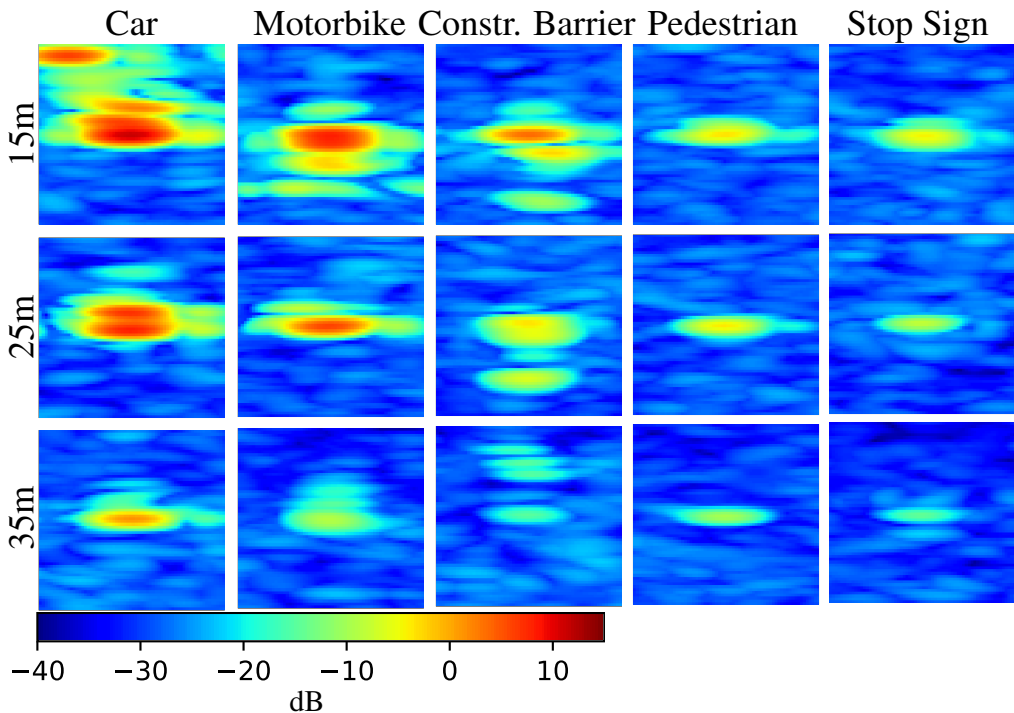 Car Motorbike Constr. Barrier Pedestrian Stop Sign
15m
25m
35m
−40 −30 −20 −10 0 10
dB